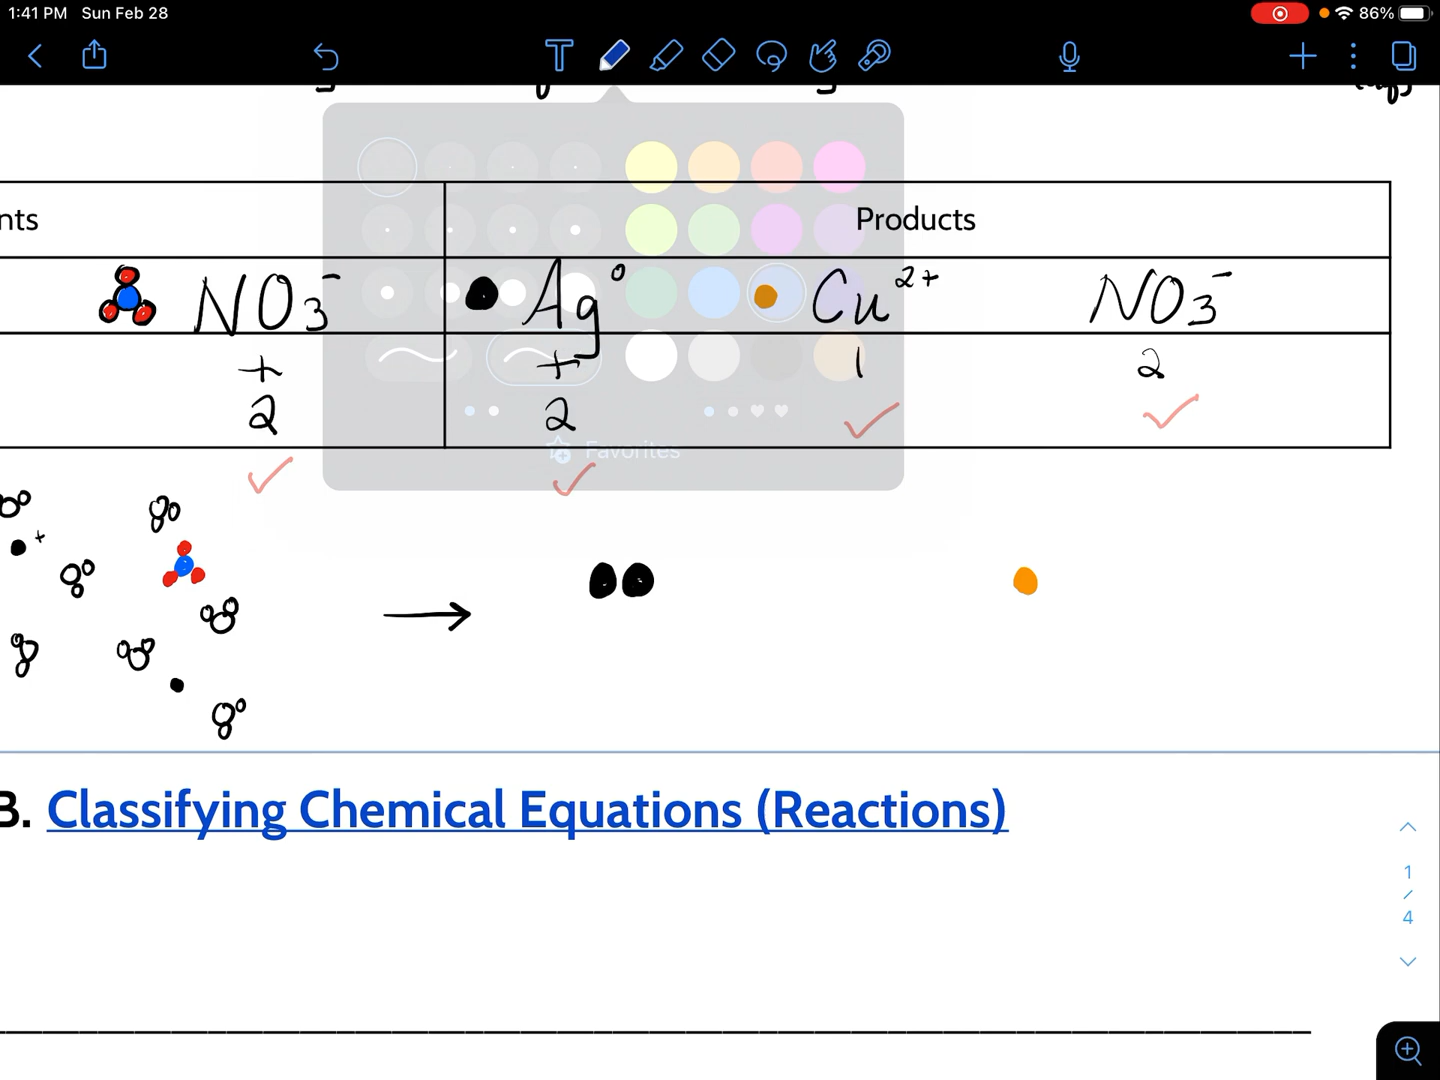 1:41 PM Sun Feb 28 86%
nts Products
NO₃⁻ Ag⁰ Cu²⁺ NO₃⁻
+ + 1 2
2 2
Favorites
+
B. Classifying Chemical Equations (Reactions)
1
/
4